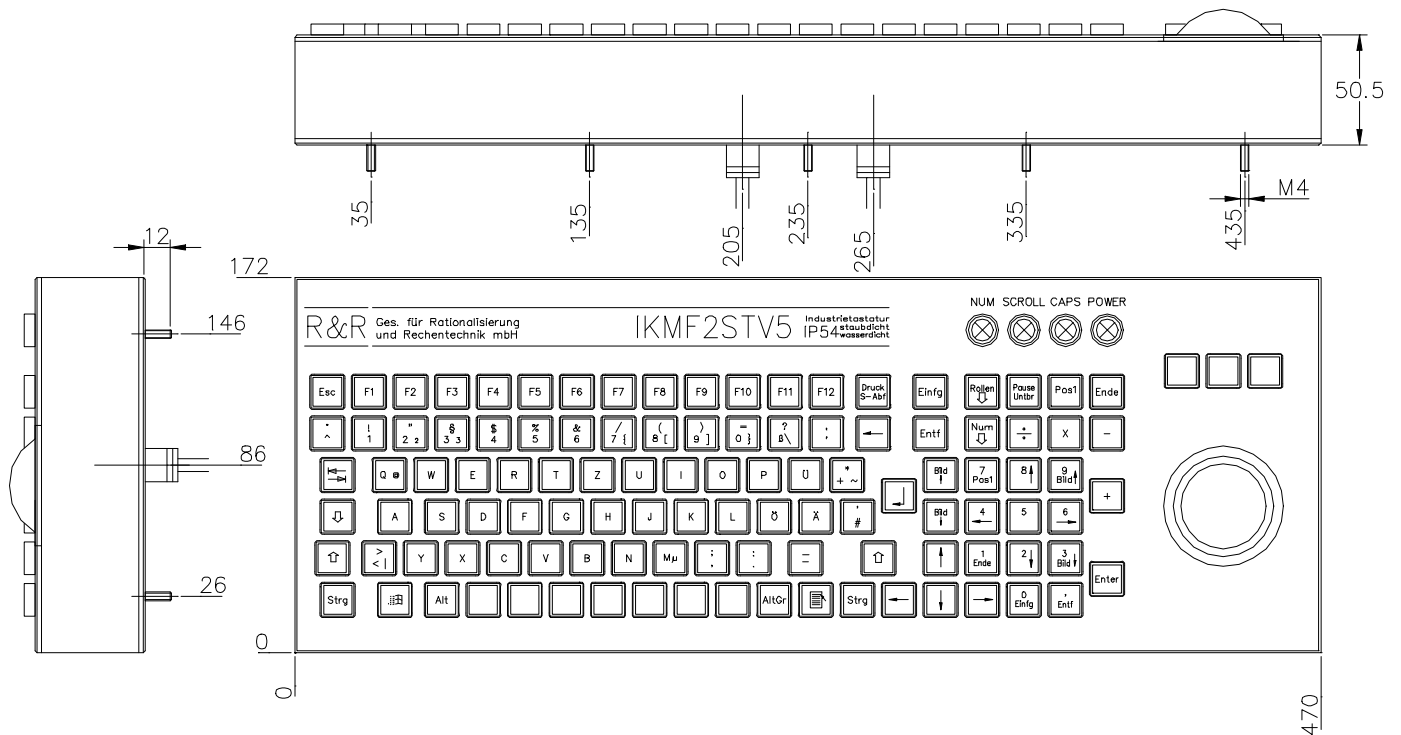 50.5
M4
35
135
205
235
265
335
435
12
172
146
86
26
0
0
470
NUM SCROLL CAPS POWER
R&R Ges. für Rationalisierung
und Rechentechnik mbH
IKMF2STV5
Industrietastatur
IP54 staubdicht
wasserdicht
Esc F1 F2 F3 F4 F5 F6 F7 F8 F9 F10 F11 F12 Druck S-Abf Einfg Rollen Pause Untbr Pos1 Ende
^ ! 1 " 2 2 § 3 3 $ 4 % 5 & 6 / 7 { ( 8 [ ) 9 ] = 0 } ? ß \ Entf Num ÷ X -
Q @ W E R T Z U I O P Ü * + ~ Bild 7 Pos1 8 9 Bild
+
A S D F G H J K L Ö Ä ' # Bild 4 5 6
> < | Y X C V B N M µ ; , : . = 1 Ende 2 3 Bild
Enter
Strg Alt AltGr Strg 0 Einfg , Entf